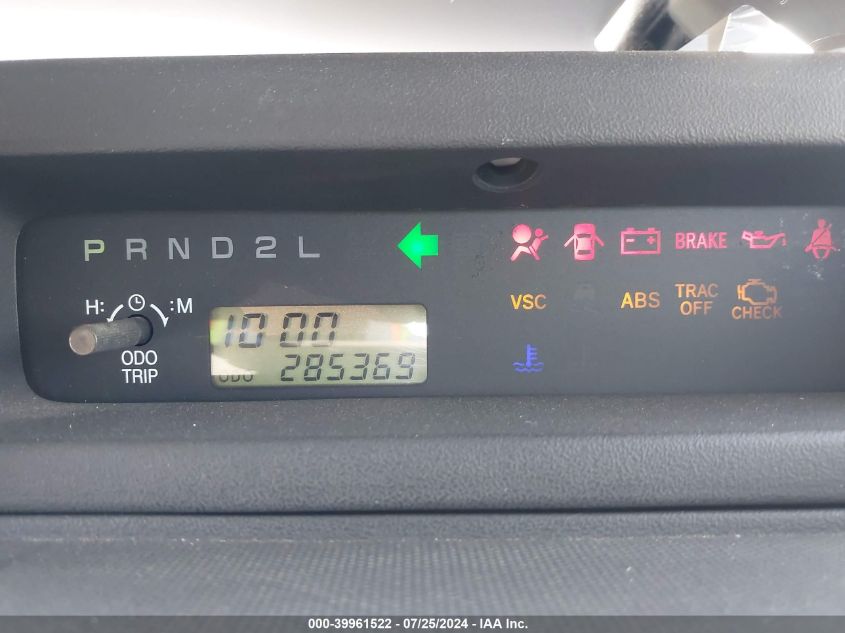 P R N D 2 L
BRAKE
H: :M
VSC ABS TRAC OFF CHECK
10 00
ODO 285369
ODO
TRIP
000-39961522 - 07/25/2024 - IAA Inc.